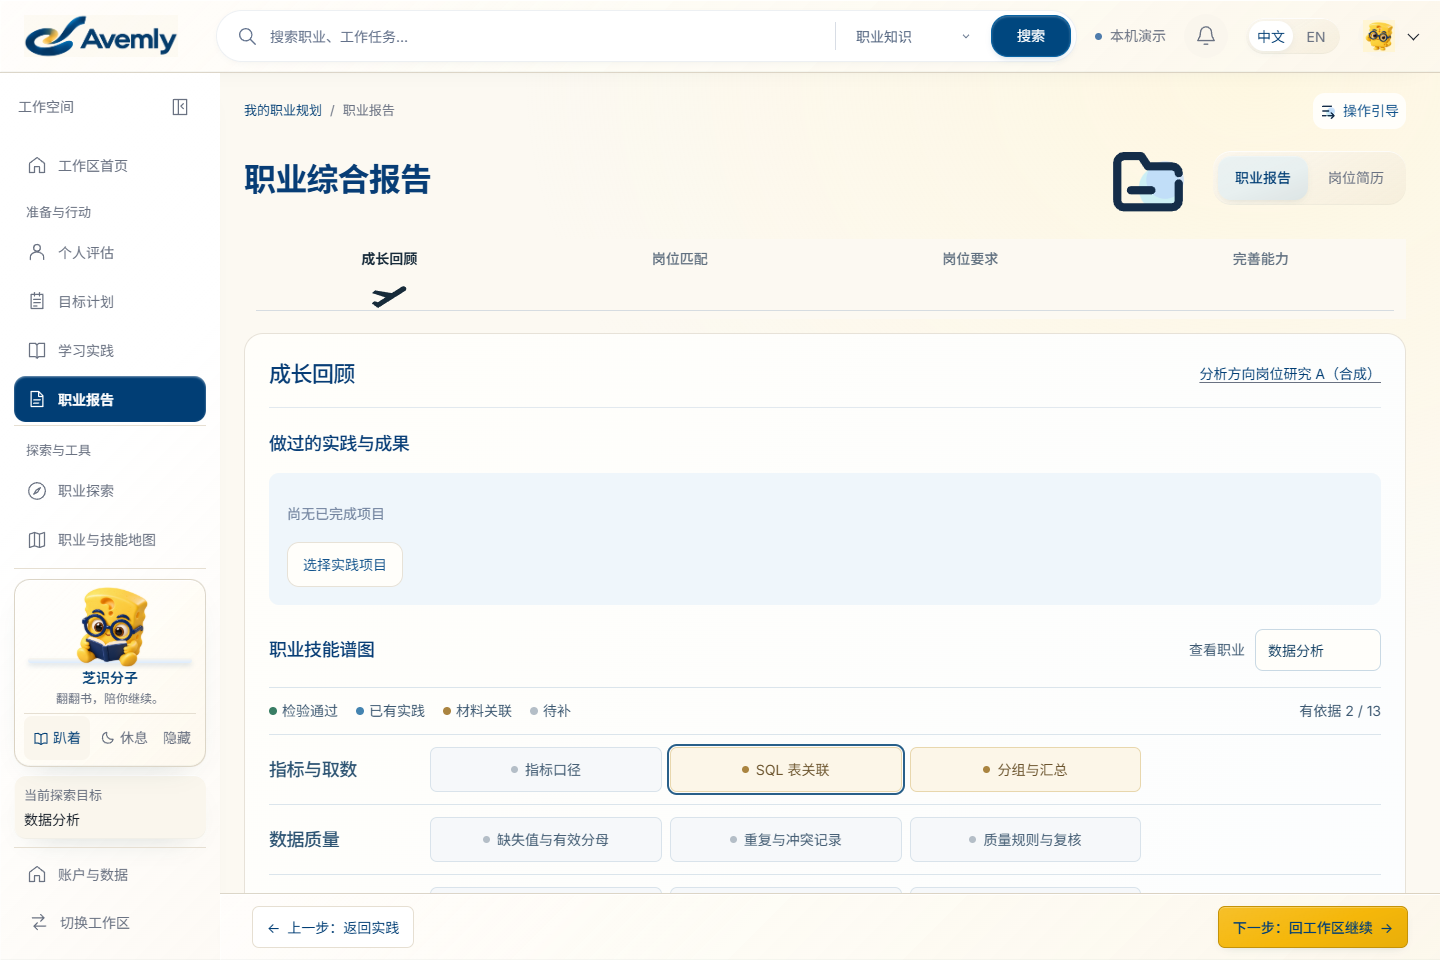 Avemly
搜索职业、工作任务...
职业知识
搜索
本机演示
中文
EN
工作空间
工作区首页
准备与行动
个人评估
目标计划
学习实践
职业报告
探索与工具
职业探索
职业与技能地图
芝识分子
翻翻书，陪你继续。
趴着
休息
隐藏
当前探索目标
数据分析
账户与数据
切换工作区
我的职业规划 / 职业报告
操作引导
职业综合报告
职业报告
岗位简历
成长回顾
岗位匹配
岗位要求
完善能力
成长回顾
分析方向岗位研究 A（合成）
做过的实践与成果
尚无已完成项目
选择实践项目
职业技能谱图
查看职业
数据分析
检验通过
已有实践
材料关联
待补
有依据 2 / 13
指标与取数
指标口径
SQL 表关联
分组与汇总
数据质量
缺失值与有效分母
重复与冲突记录
质量规则与复核
← 上一步：返回实践
下一步：回工作区继续 →